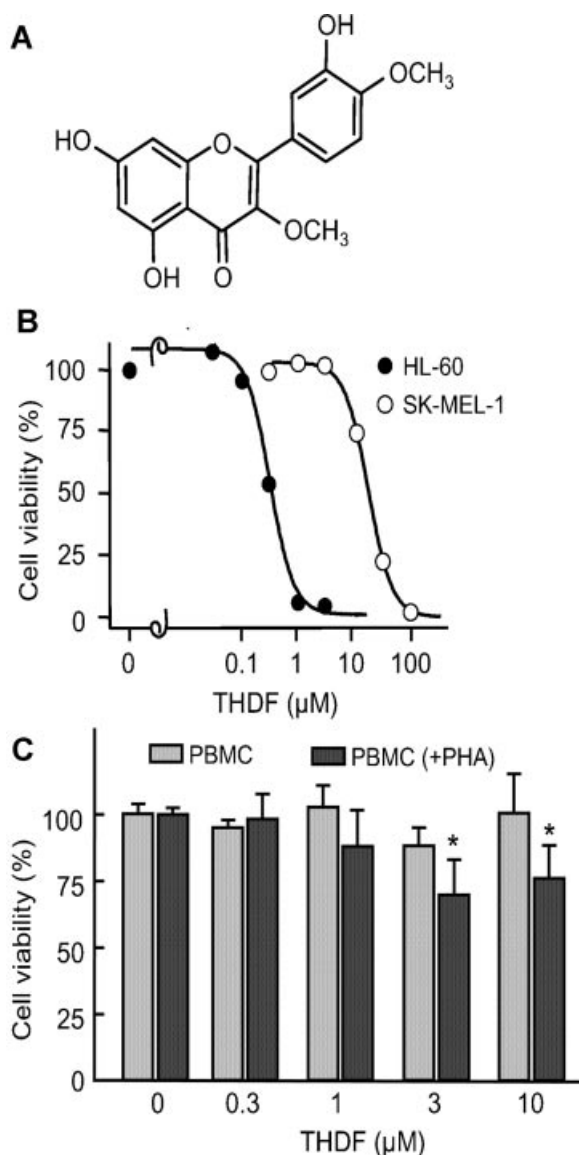 A
OH
OCH3
HO
O
OCH3
OH
O
B
100
75
50
25
0
Cell viability (%)
HL-60
SK-MEL-1
0
0.1
1
10
100
THDF (µM)
C
PBMC
PBMC (+PHA)
100
75
50
25
0
Cell viability (%)
*
*
0
0.3
1
3
10
THDF (µM)